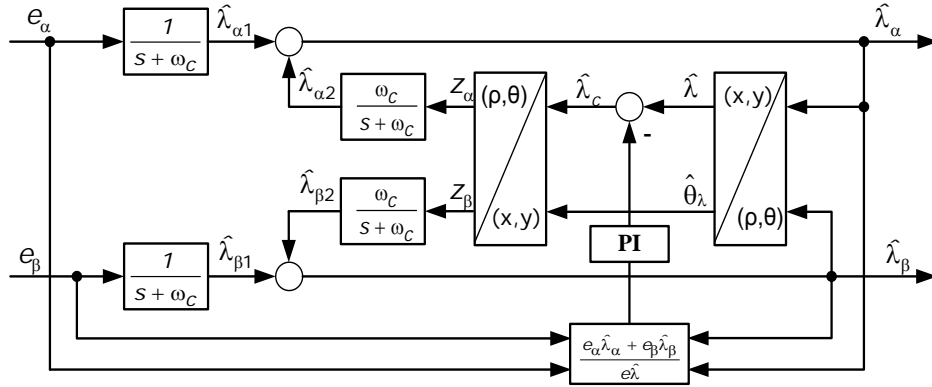 e_α
1 / (s + ω_C)
λ̂_α1
λ̂_α
λ̂_α2
ω_C / (s + ω_C)
z_α
(ρ,θ)
(x,y)
λ̂_c
-
λ̂
(x,y)
(ρ,θ)
λ̂_β2
ω_C / (s + ω_C)
z_β
θ̂_λ
PI
e_β
1 / (s + ω_C)
λ̂_β1
λ̂_β
(e_α λ̂_α + e_β λ̂_β) / (e λ̂)